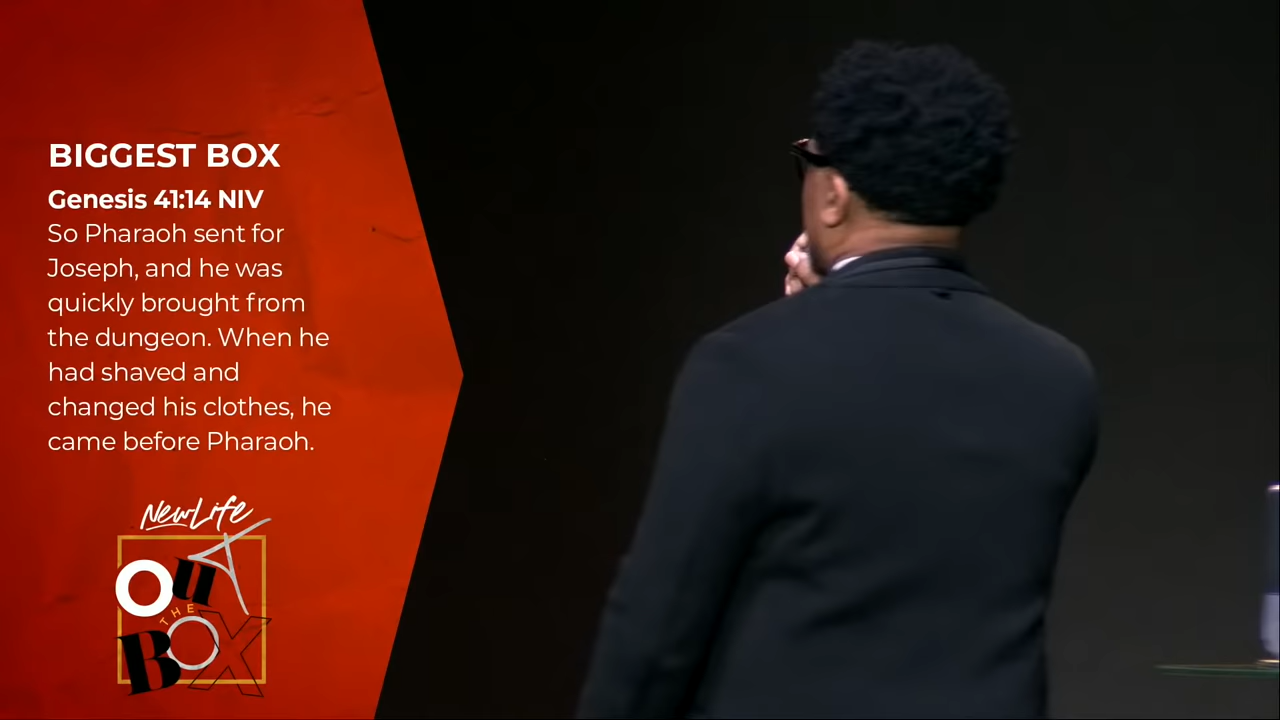 BIGGEST BOX
Genesis 41:14 NIV
So Pharaoh sent for
Joseph, and he was
quickly brought from
the dungeon. When he
had shaved and
changed his clothes, he
came before Pharaoh.
NewLife
OuT
THE
BOX